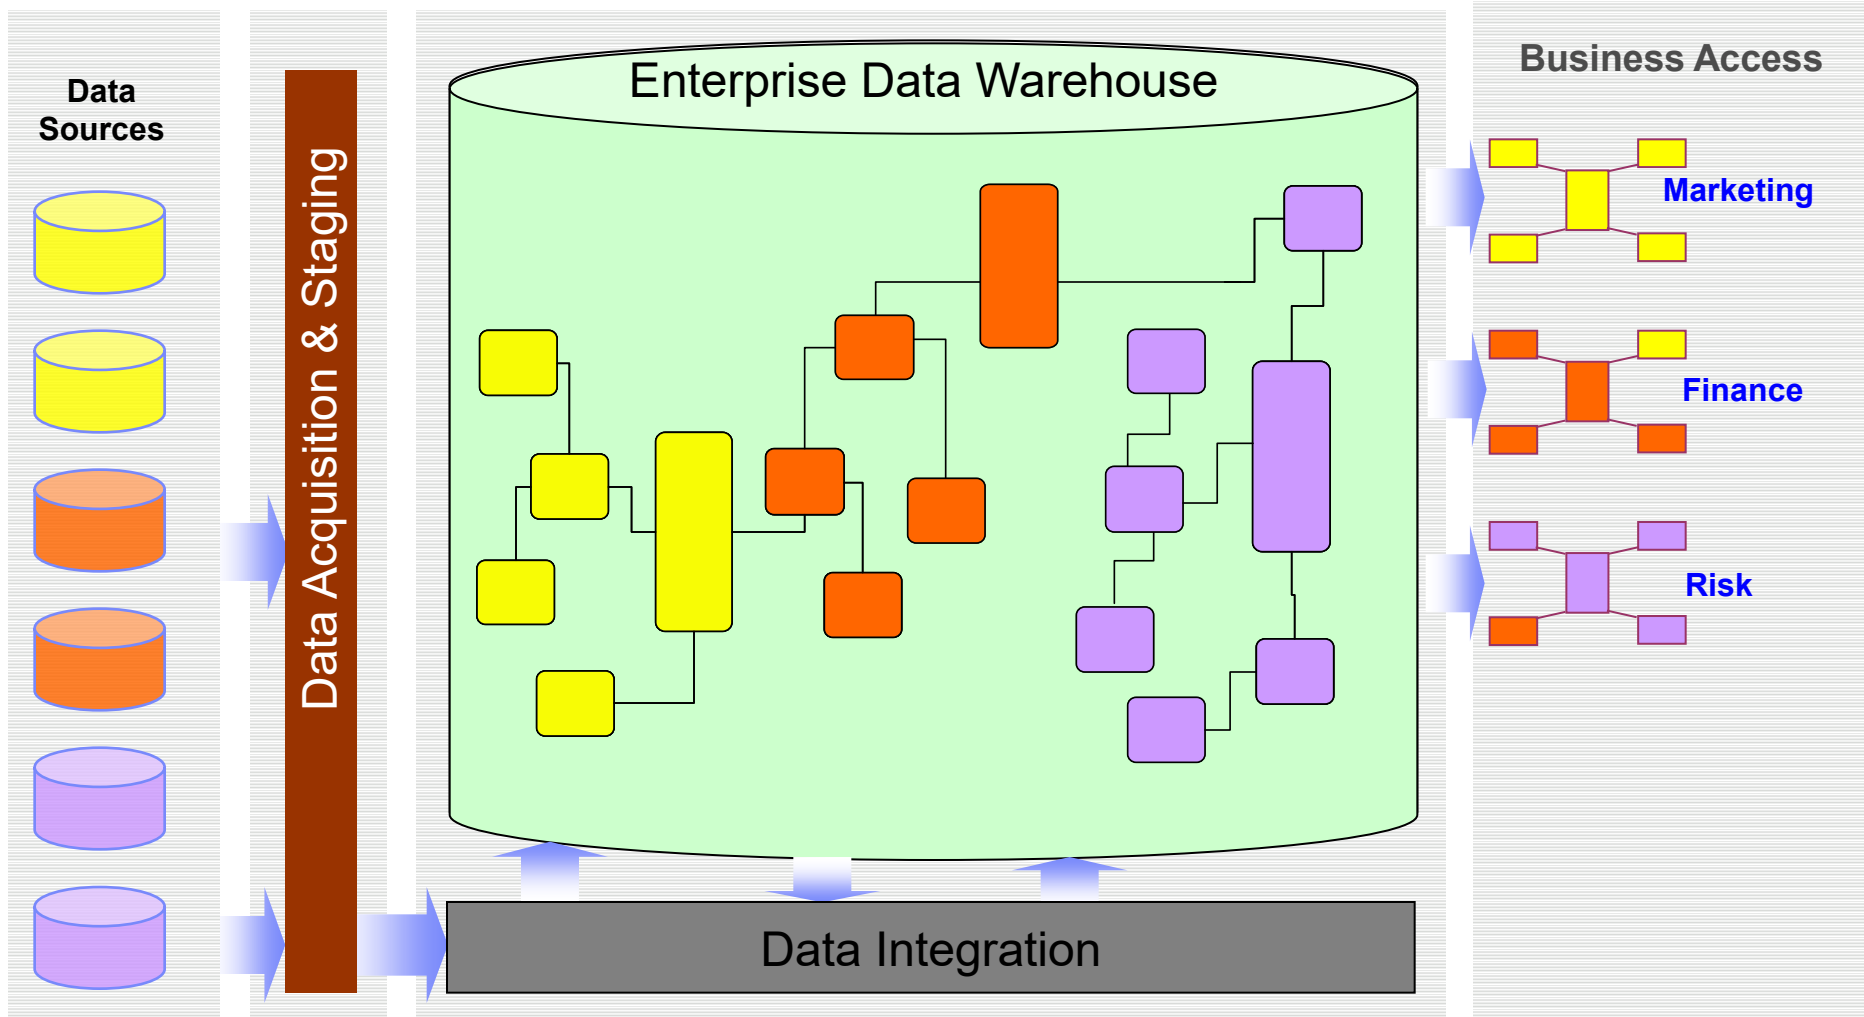 Data
Sources
Data Acquisition & Staging
Enterprise Data Warehouse
Data Integration
Business Access
Marketing
Finance
Risk